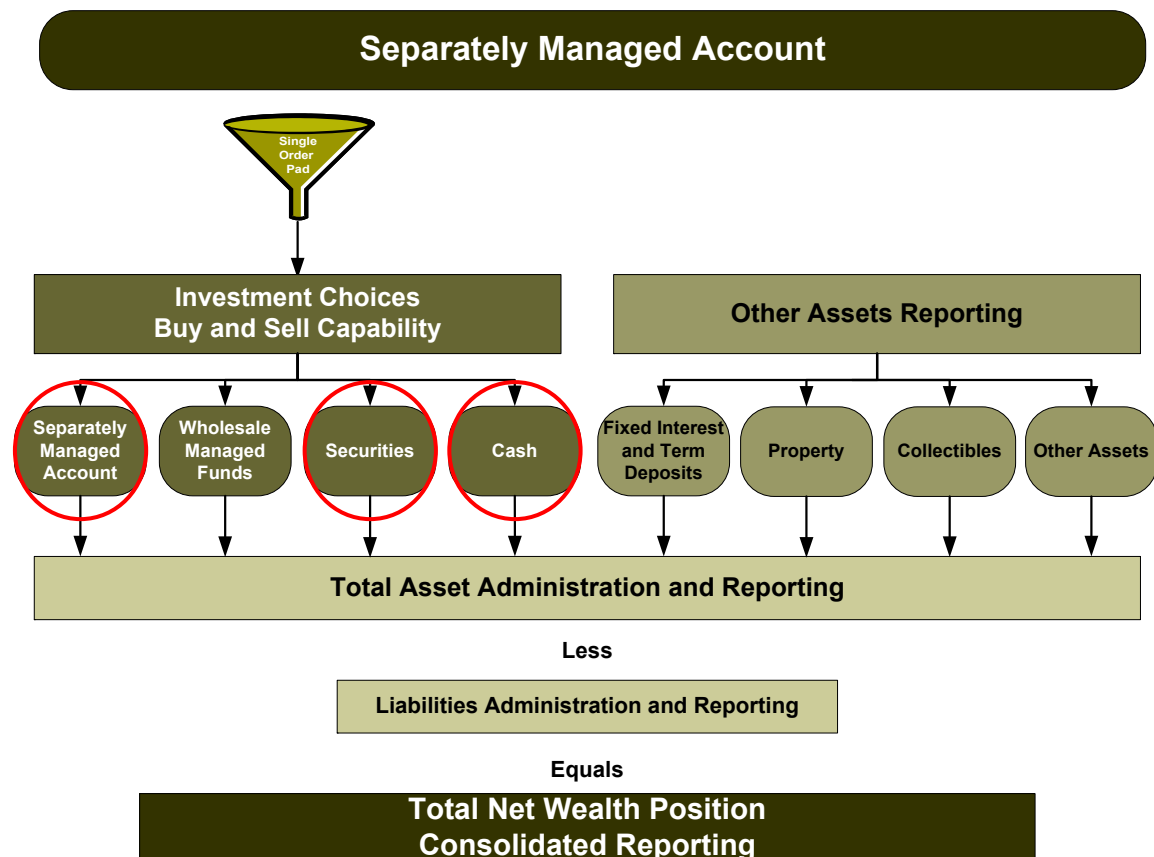 Separately Managed Account
Single
Order
Pad
Investment Choices
Buy and Sell Capability
Other Assets Reporting
Separately
Managed
Account
Wholesale
Managed
Funds
Securities
Cash
Fixed Interest
and Term
Deposits
Property
Collectibles
Other Assets
Total Asset Administration and Reporting
Less
Liabilities Administration and Reporting
Equals
Total Net Wealth Position
Consolidated Reporting